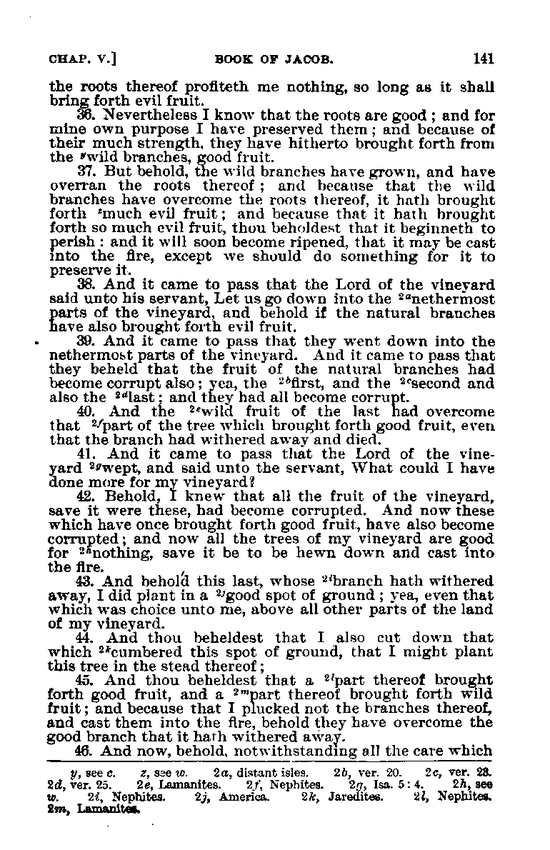 CHAP. V.] BOOK OF JACOB. 141
the roots thereof profiteth me nothing, so long as it shall
bring forth evil fruit.
36. Nevertheless I know that the roots are good ; and for
mine own purpose I have preserved them ; and because of
their much strength, they have hitherto brought forth from
the ʸwild branches, good fruit.
37. But behold, the wild branches have grown, and have
overran the roots thereof ; and because that the wild
branches have overcome the roots thereof, it hath brought
forth ᶻmuch evil fruit ; and because that it hath brought
forth so much evil fruit, thou beholdest that it beginneth to
perish : and it will soon become ripened, that it may be cast
into the fire, except we should do something for it to
preserve it.
38. And it came to pass that the Lord of the vineyard
said unto his servant, Let us go down into the ²ᵃnethermost
parts of the vineyard, and behold if the natural branches
have also brought forth evil fruit.
39. And it came to pass that they went down into the
nethermost parts of the vineyard. And it came to pass that
they beheld that the fruit of the natural branches had
become corrupt also ; yea, the ²ᵇfirst, and the ²ᶜsecond and
also the ²ᵈlast ; and they had all become corrupt.
40. And the ²ᵉwild fruit of the last had overcome
that ²ᶠpart of the tree which brought forth good fruit, even
that the branch had withered away and died.
41. And it came to pass that the Lord of the vine-
yard ²ᵍwept, and said unto the servant, What could I have
done more for my vineyard?
42. Behold, I knew that all the fruit of the vineyard,
save it were these, had become corrupted. And now these
which have once brought forth good fruit, have also become
corrupted ; and now all the trees of my vineyard are good
for ²ʰnothing, save it be to be hewn down and cast into
the fire.
43. And behold this last, whose ²ⁱbranch hath withered
away, I did plant in a ²ʲgood spot of ground ; yea, even that
which was choice unto me, above all other parts of the land
of my vineyard.
44. And thou beheldest that I also cut down that
which ²ᵏcumbered this spot of ground, that I might plant
this tree in the stead thereof ;
45. And thou beheldest that a ²ˡpart thereof brought
forth good fruit, and a ²ᵐpart thereof brought forth wild
fruit ; and because that I plucked not the branches thereof,
and cast them into the fire, behold they have overcome the
good branch that it hath withered away.
46. And now, behold, notwithstanding all the care which
y, see c. z, see w. 2a, distant isles. 2b, ver. 20. 2c, ver. 23.
2d, ver. 25. 2e, Lamanites. 2f, Nephites. 2g, Isa. 5 : 4. 2h, see
w. 2i, Nephites. 2j, America. 2k, Jaredites. 2l, Nephites.
2m, Lamanites.